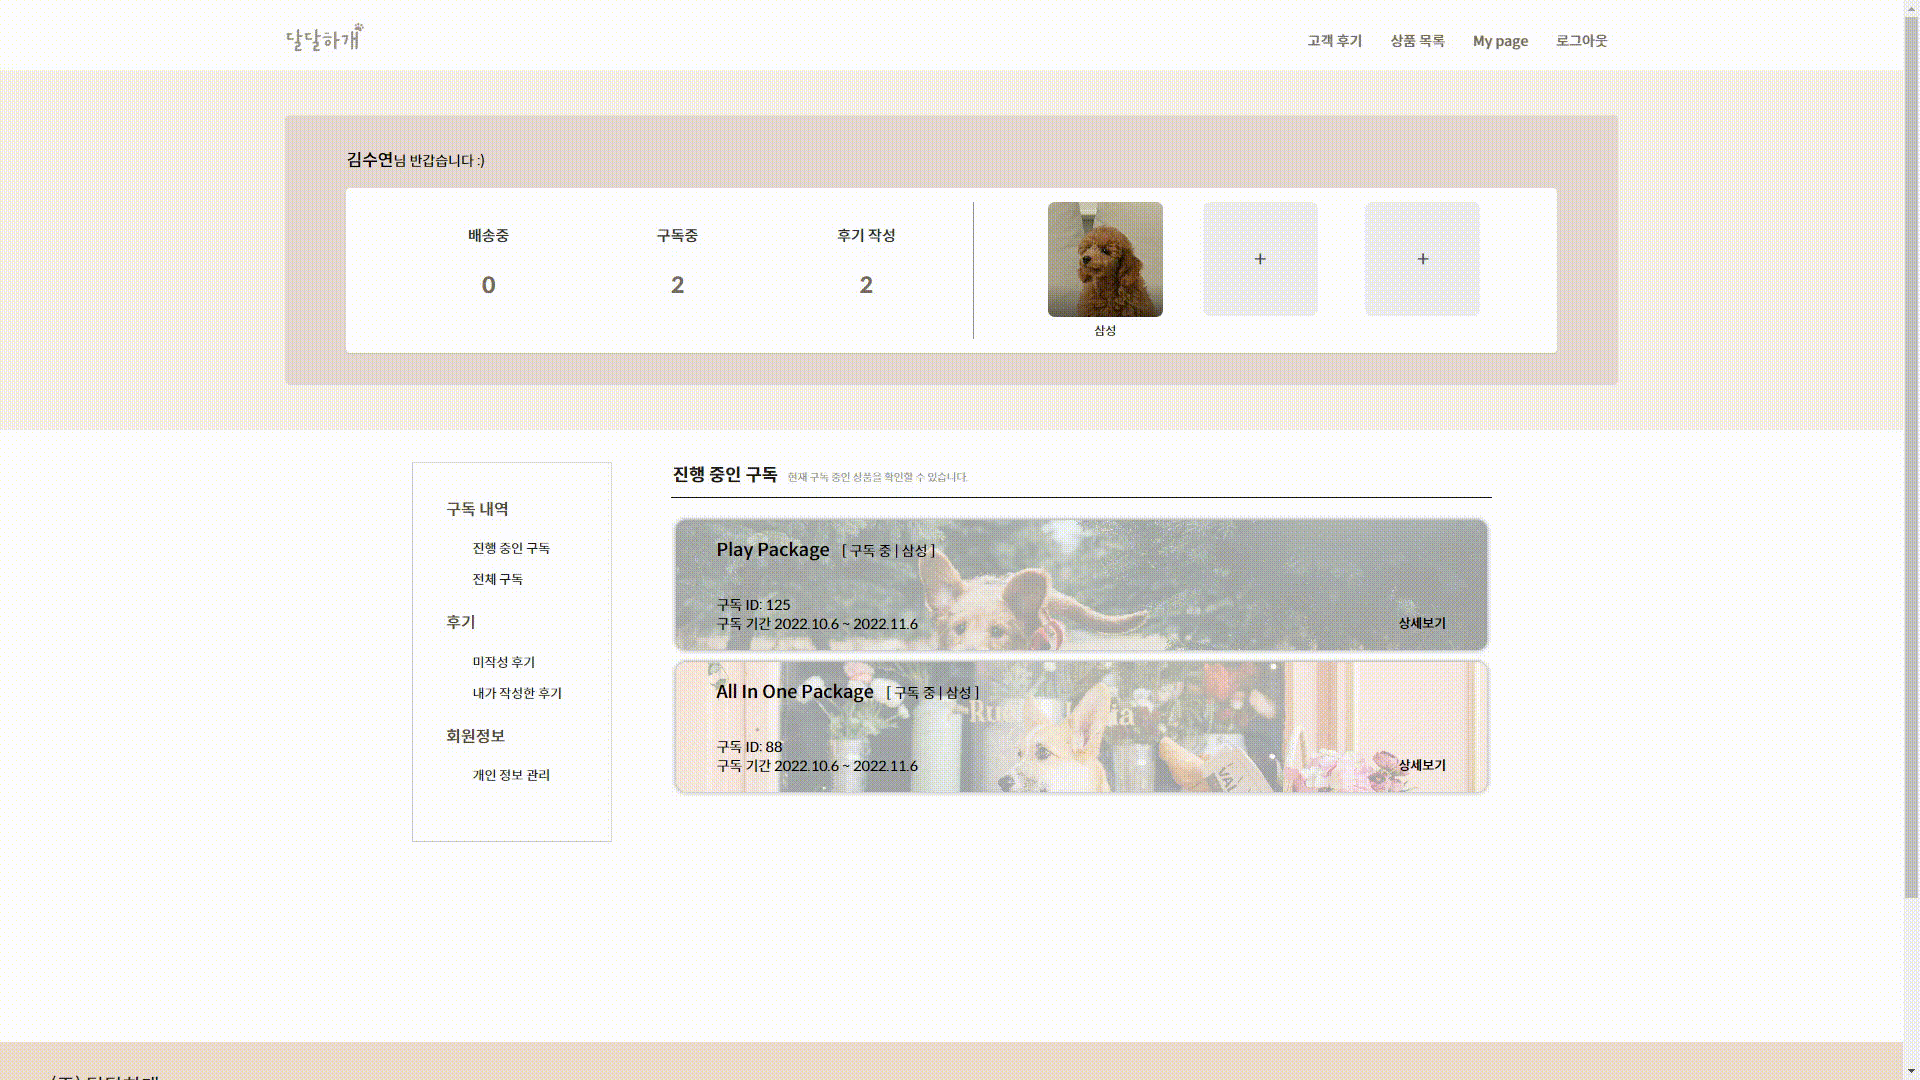 달달하개
고객 후기 상품 목록 My page 로그아웃
김수연님 반갑습니다 :)
배송중 구독중 후기 작성
0 2 2
+ +
삼성
구독 내역
진행 중인 구독
전체 구독
후기
미작성 후기
내가 작성한 후기
회원정보
개인 정보 관리
진행 중인 구독 현재 구독 중인 상품을 확인할 수 있습니다.
Play Package [ 구독 중 | 삼성 ]
구독 ID: 125
구독 기간 2022.10.6 ~ 2022.11.6
상세보기
All In One Package [ 구독 중 | 삼성 ]
구독 ID: 88
구독 기간 2022.10.6 ~ 2022.11.6
상세보기
(주) 달달하개